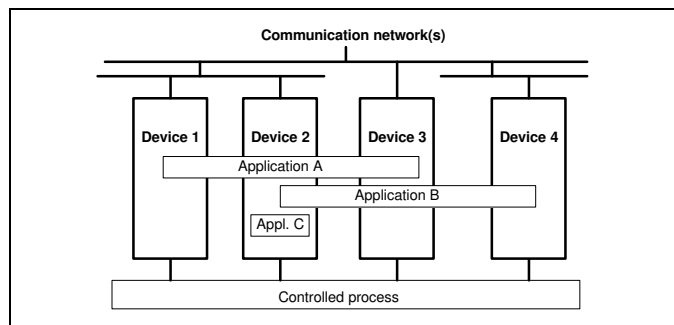 Communication network(s)
Device 1
Device 2
Device 3
Device 4
Application A
Application B
Appl. C
Controlled process